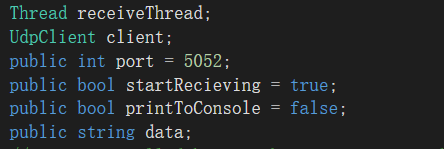 Thread receiveThread;
UdpClient client;
public int port = 5052;
public bool startRecieving = true;
public bool printToConsole = false;
public string data;